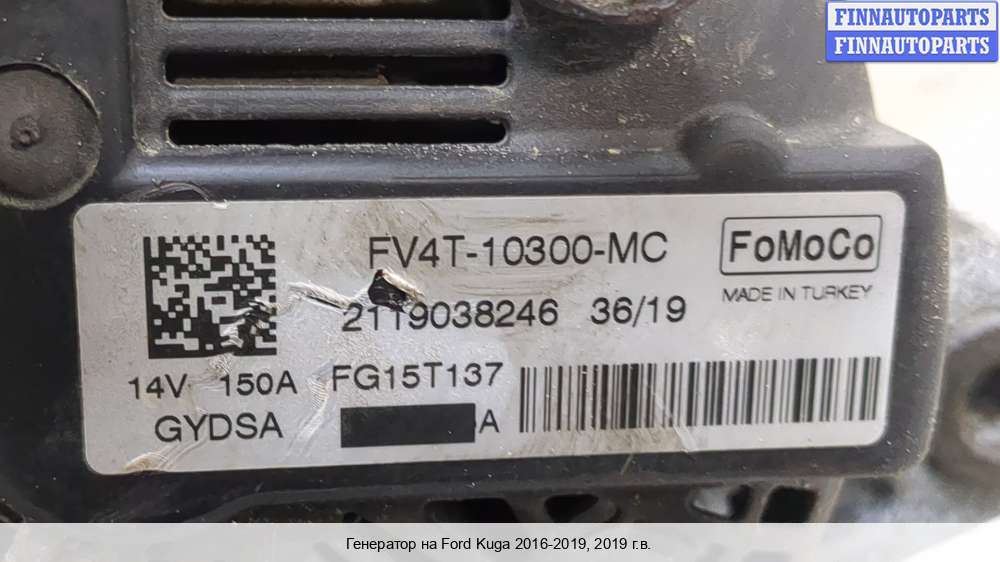 FINNAUTOPARTS
FINNAUTOPARTS
FV4T-10300-MC
FoMoCo
MADE IN TURKEY
2119038246 36/19
14V 150A
FG15T137
GYDSA
A
Генератор на Ford Kuga 2016-2019, 2019 г.в.